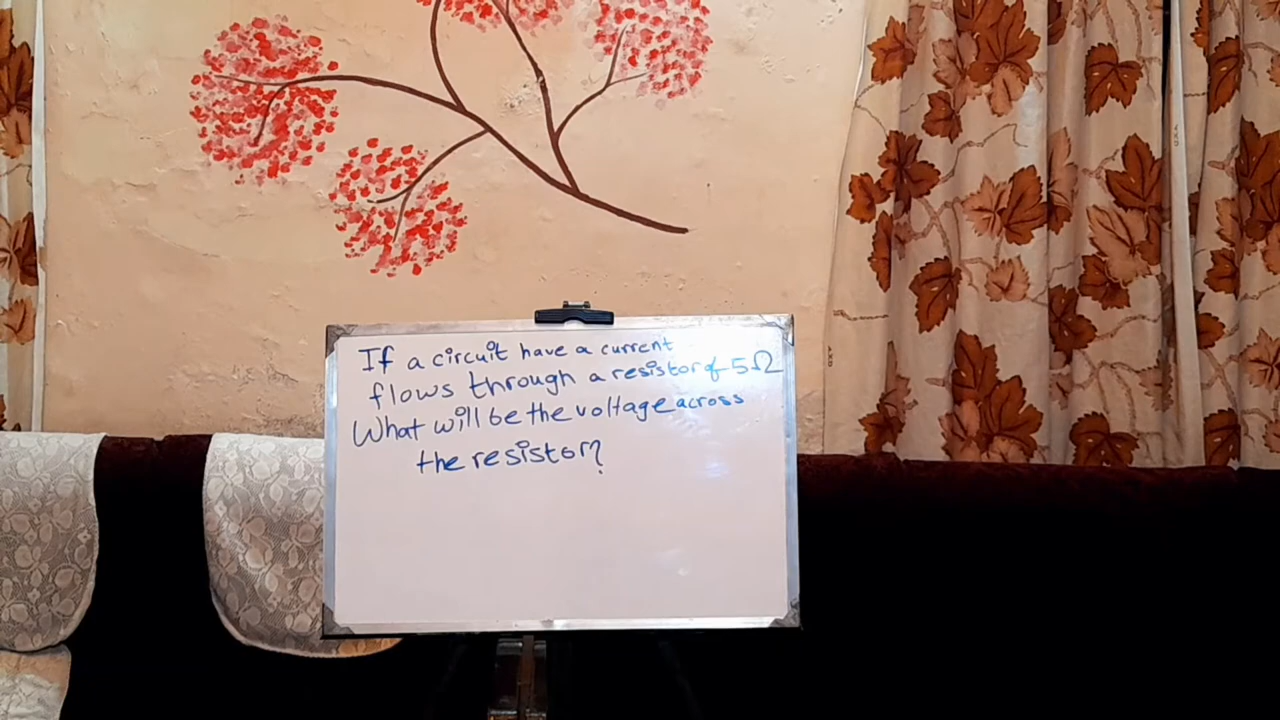 If a circuit have a current
flows through a resistor of 5Ω
What will be the voltage across
the resistor?